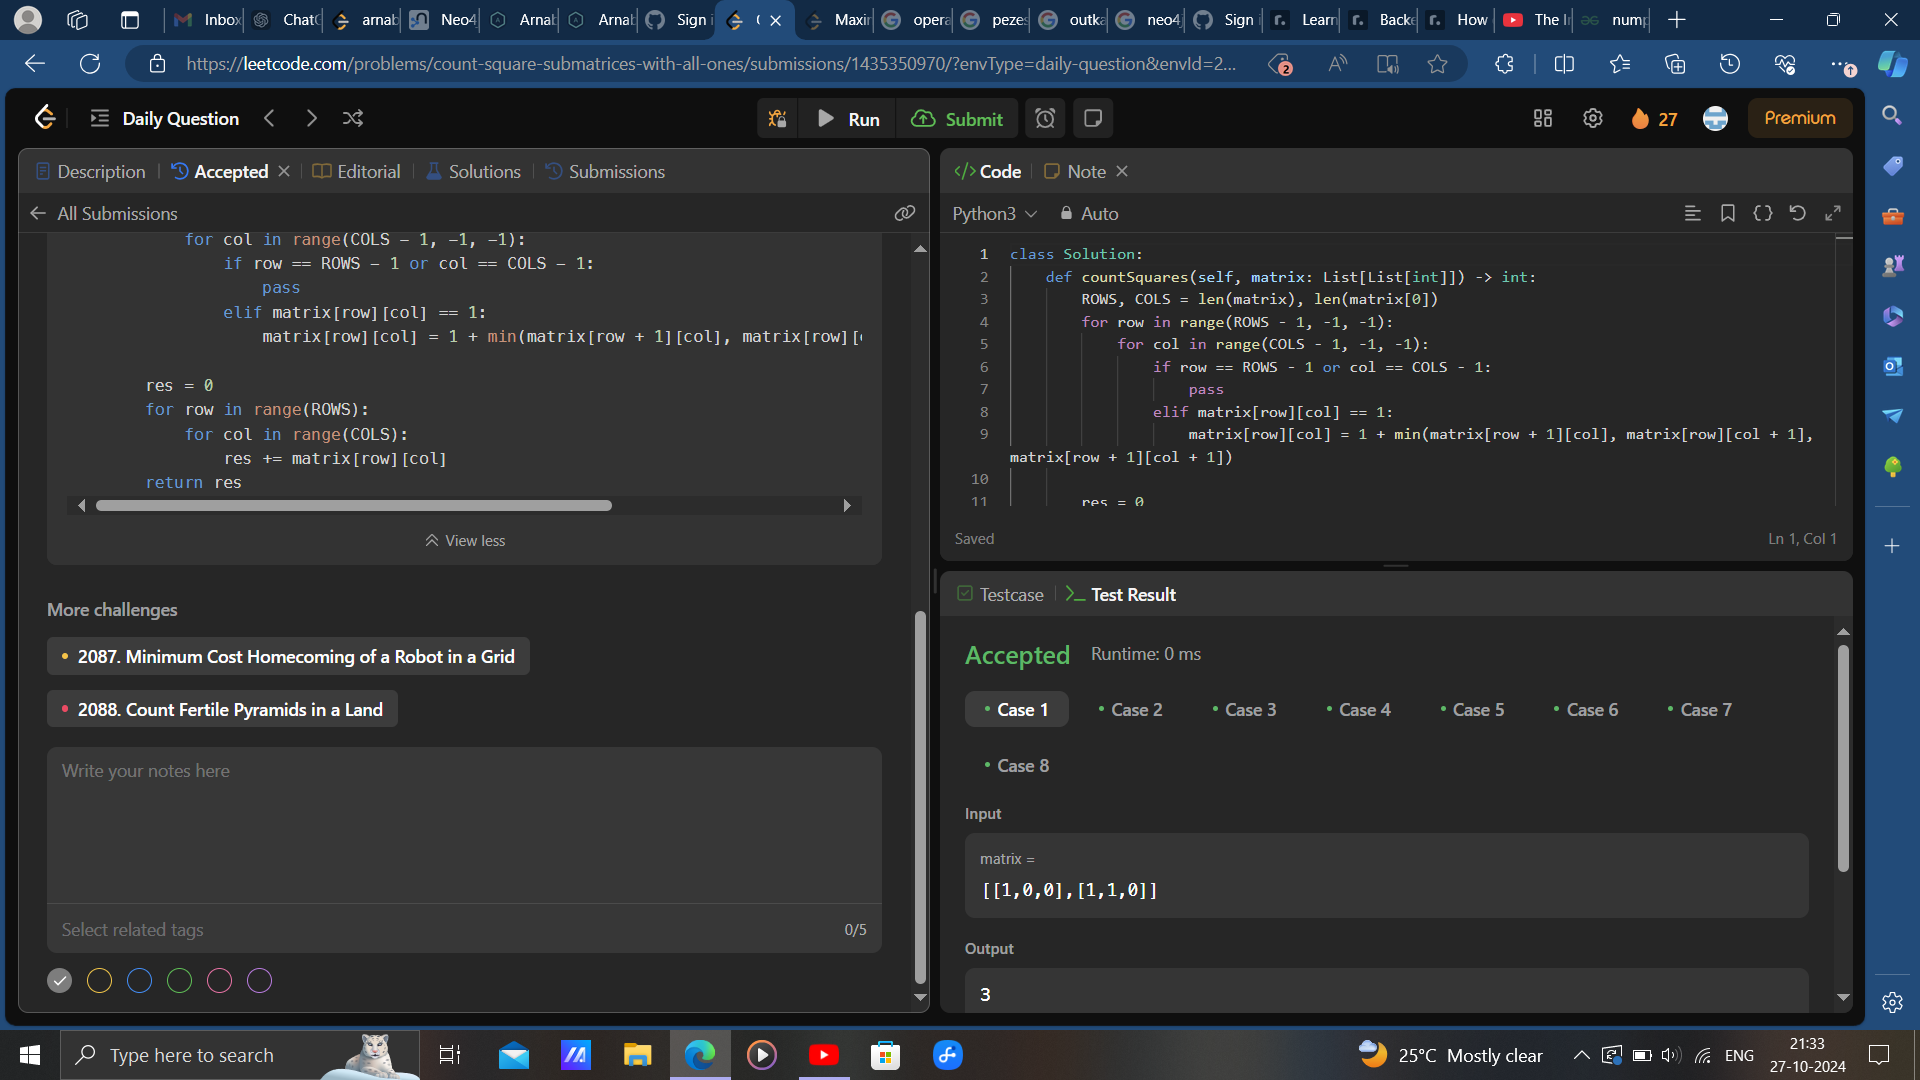 Inbox
ChatG
arnab
Neo4
Arnab
Arnab
Sign i
Maxin
opera
pezes
outka
neo4j
Sign
Learn
Backe
How
The In
nump
https://leetcode.com/problems/count-square-submatrices-with-all-ones/submissions/1435350970/?envType=daily-question&envId=2...
2
Daily Question
Run
Submit
27
Premium
Description
Accepted
Editorial
Solutions
Submissions
All Submissions
for col in range(COLS - 1, -1, -1):
if row == ROWS - 1 or col == COLS - 1:
pass
elif matrix[row][col] == 1:
matrix[row][col] = 1 + min(matrix[row + 1][col], matrix[row][c
res = 0
for row in range(ROWS):
for col in range(COLS):
res += matrix[row][col]
return res
View less
More challenges
2087. Minimum Cost Homecoming of a Robot in a Grid
2088. Count Fertile Pyramids in a Land
Write your notes here
Select related tags
0/5
Code
Note
Python3
Auto
1 class Solution:
2 def countSquares(self, matrix: List[List[int]]) -> int:
3 ROWS, COLS = len(matrix), len(matrix[0])
4 for row in range(ROWS - 1, -1, -1):
5 for col in range(COLS - 1, -1, -1):
6 if row == ROWS - 1 or col == COLS - 1:
7 pass
8 elif matrix[row][col] == 1:
9 matrix[row][col] = 1 + min(matrix[row + 1][col], matrix[row][col + 1],
matrix[row + 1][col + 1])
10
11 res = 0
Saved
Ln 1, Col 1
Testcase
Test Result
Accepted
Runtime: 0 ms
Case 1
Case 2
Case 3
Case 4
Case 5
Case 6
Case 7
Case 8
Input
matrix =
[[1,0,0],[1,1,0]]
Output
3
Type here to search
25°C Mostly clear
ENG
21:33
27-10-2024